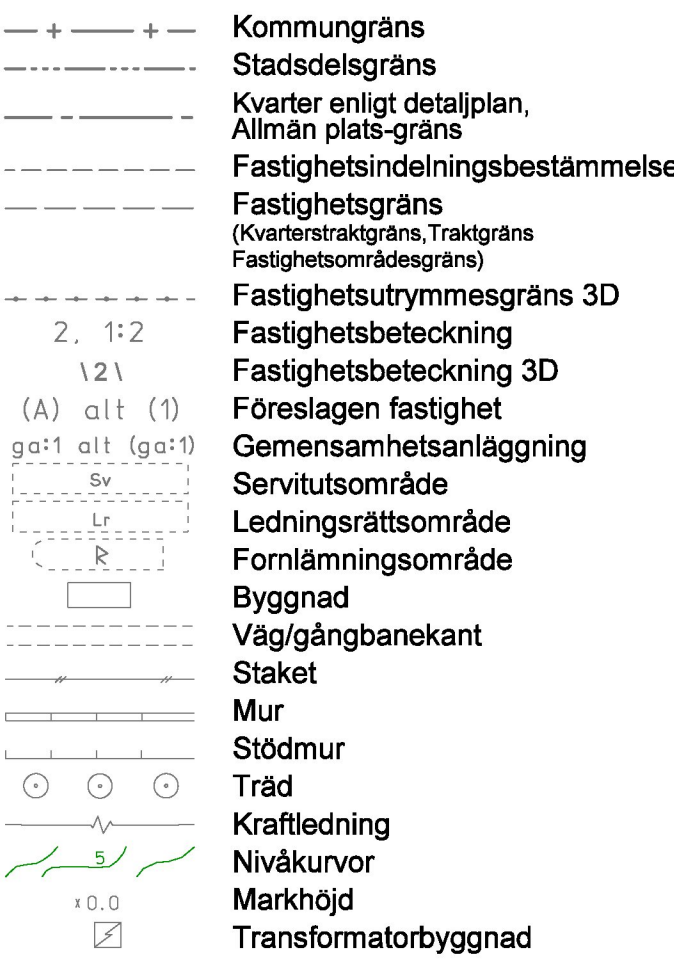 Kommungräns
Stadsdelsgräns
Kvarter enligt detaljplan,
Allmän plats-gräns
Fastighetsindelningsbestämmelse
Fastighetsgräns
(Kvarterstraktgräns,Traktgräns
Fastighetsområdesgräns)
Fastighetsutrymmesgräns 3D
2, 1:2 Fastighetsbeteckning
\2\ Fastighetsbeteckning 3D
(A) alt (1) Föreslagen fastighet
ga:1 alt (ga:1) Gemensamhetsanläggning
Sv Servitutsområde
Lr Ledningsrättsområde
R Fornlämningsområde
Byggnad
Väg/gångbanekant
Staket
Mur
Stödmur
Träd
Kraftledning
5 Nivåkurvor
x 0.0 Markhöjd
Transformatorbyggnad